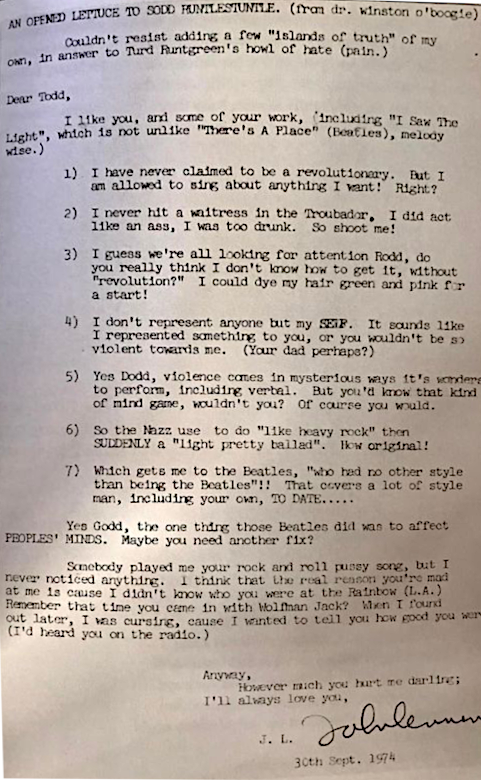 AN OPENED LETTUCE TO SODD RUNTLESTUNTLE. (from dr. winston o'boogie)
Couldn't resist adding a few "islands of truth" of my
own, in answer to Turd Runtgreen's howl of hate (pain.)
Dear Todd,
I like you, and some of your work, including "I Saw The
Light", which is not unlike "There's A Place" (Beatles), melody
wise.)
1) I have never claimed to be a revolutionary. But I
am allowed to sing about anything I want! Right?
2) I never hit a waitress in the Troubador. I did act
like an ass, I was too drunk. So shoot me!
3) I guess we're all looking for attention Rodd, do
you really think I don't know how to get it, without
"revolution?" I could dye my hair green and pink for
a start!
4) I don't represent anyone but my SELF. It sounds like
I represented something to you, or you wouldn't be so
violent towards me. (Your dad perhaps?)
5) Yes Dodd, violence comes in mysterious ways it's wonders
to perform, including verbal. But you'd know that kind
of mind game, wouldn't you? Of course you would.
6) So the Nazz use to do "like heavy rock" then
SUDDENLY a "light pretty ballad". How original!
7) Which gets me to the Beatles, "who had no other style
than being the Beatles"!! That covers a lot of style
man, including your own, TO DATE.....
Yes Godd, the one thing those Beatles did was to affect
PEOPLES' MINDS. Maybe you need another fix?
Somebody played me your rock and roll pussy song, but I
never noticed anything. I think that the real reason you're mad
at me is cause I didn't know who you were at the Rainbow (L.A.)
Remember that time you came in with Wolfman Jack? When I found
out later, I was cursing, cause I wanted to tell you how good you wer
(I'd heard you on the radio.)
Anyway,
However much you hurt me darling;
I'll always love you,
J. L. John Lennon
30th Sept. 1974